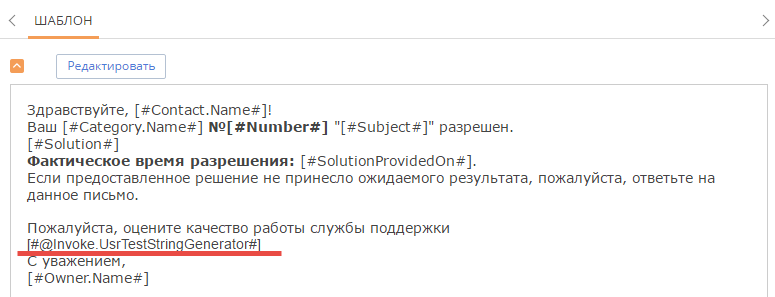 ШАБЛОН
Редактировать
Здравствуйте, [#Contact.Name#]!
Ваш [#Category.Name#] №[#Number#] "[#Subject#]" разрешен.
[#Solution#]
Фактическое время разрешения: [#SolutionProvidedOn#].
Если предоставленное решение не принесло ожидаемого результата, пожалуйста, ответьте на
данное письмо.
Пожалуйста, оцените качество работы службы поддержки
[#@Invoke.UsrTestStringGenerator#]
С уважением,
[#Owner.Name#]